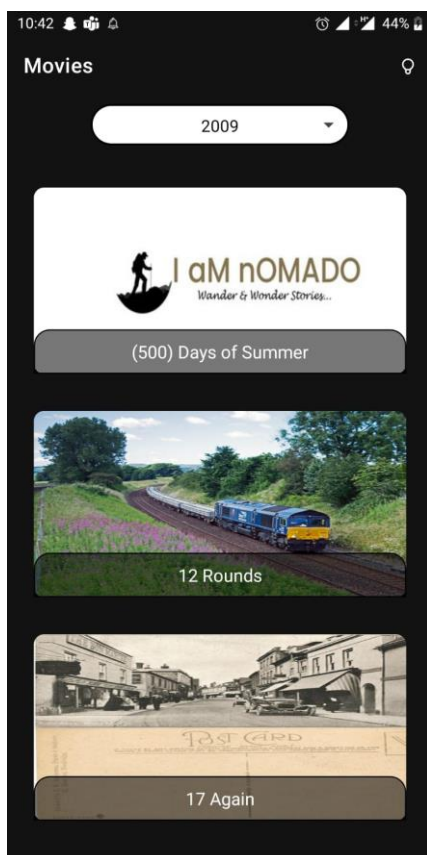 10:42 44%
Movies
2009
I aM nOMADO
Wander & Wonder Stories...
(500) Days of Summer
12 Rounds
POST CARD
17 Again